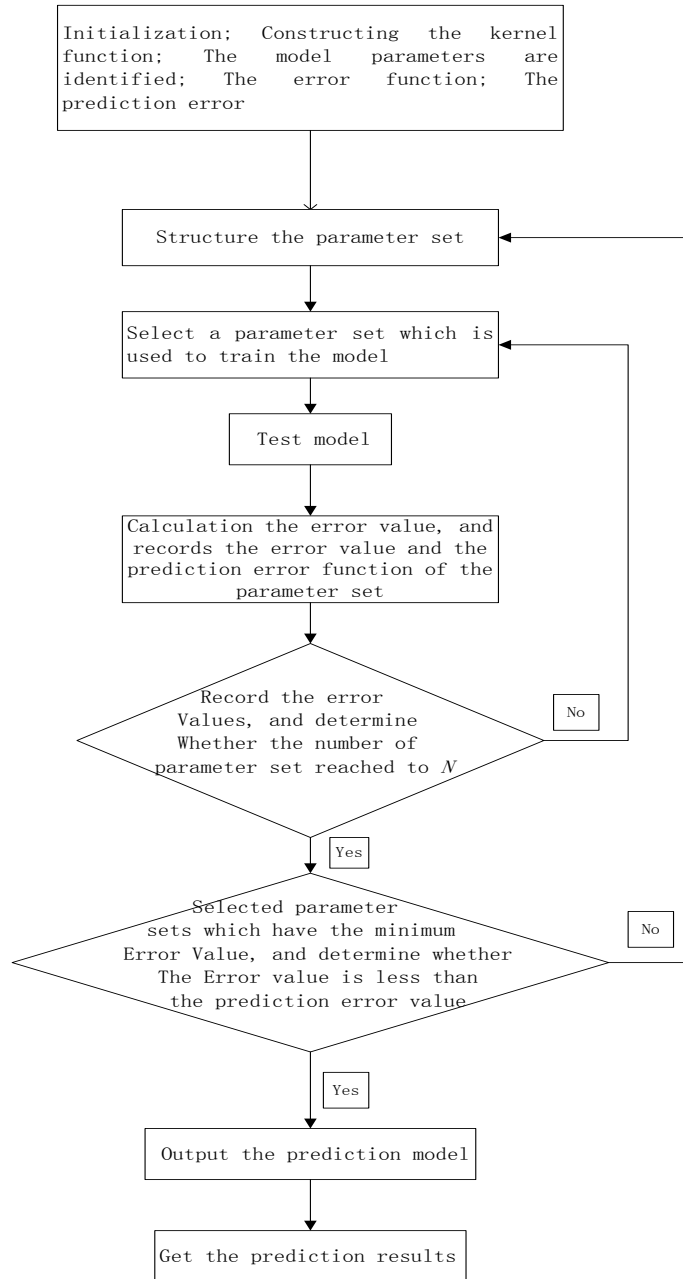 Initialization; Constructing the kernel
function; The model parameters are
identified; The error function; The
prediction error
Structure the parameter set
Select a parameter set which is
used to train the model
Test model
Calculation the error value, and
records the error value and the
prediction error function of the
parameter set
Record the error
Values, and determine
Whether the number of
parameter set reached to N
No
Yes
Selected parameter
sets which have the minimum
Error Value, and determine whether
The Error value is less than
the prediction error value
No
Yes
Output the prediction model
Get the prediction results